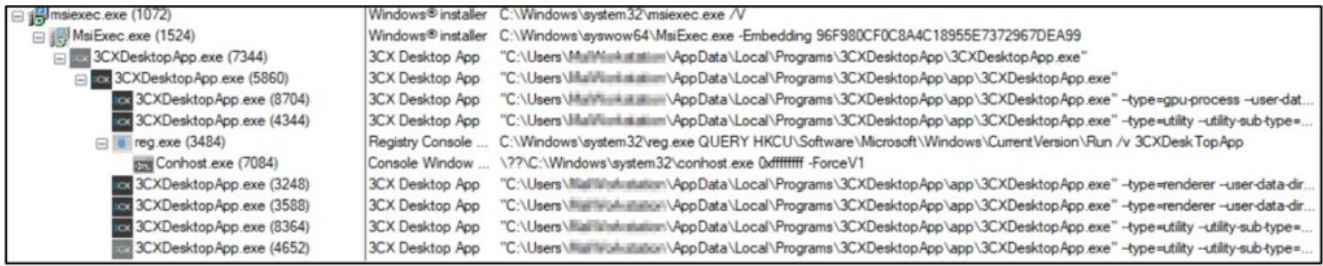 msiexec.exe (1072) Windows® installer C:\Windows\system32\msiexec.exe /V
MsiExec.exe (1524) Windows® installer C:\Windows\syswow64\MsiExec.exe -Embedding 96F980CF0C8A4C18955E7372967DEA99
3CXDesktopApp.exe (7344) 3CX Desktop App "C:\Users\ \AppData\Local\Programs\3CXDesktopApp\3CXDesktopApp.exe"
3CXDesktopApp.exe (5860) 3CX Desktop App "C:\Users\ \AppData\Local\Programs\3CXDesktopApp\app\3CXDesktopApp.exe"
3CXDesktopApp.exe (8704) 3CX Desktop App "C:\Users\ \AppData\Local\Programs\3CXDesktopApp\app\3CXDesktopApp.exe" --type=gpu-process --user-dat...
3CXDesktopApp.exe (4344) 3CX Desktop App "C:\Users\ \AppData\Local\Programs\3CXDesktopApp\app\3CXDesktopApp.exe" --type=utility --utility-sub-type=...
reg.exe (3484) Registry Console ... C:\Windows\system32\reg.exe QUERY HKCU\Software\Microsoft\Windows\CurrentVersion\Run /v 3CXDeskTopApp
Conhost.exe (7084) Console Window ... \??\C:\Windows\system32\conhost.exe 0xffffffff -ForceV1
3CXDesktopApp.exe (3248) 3CX Desktop App "C:\Users\ \AppData\Local\Programs\3CXDesktopApp\app\3CXDesktopApp.exe" --type=renderer --user-data-dir...
3CXDesktopApp.exe (3588) 3CX Desktop App "C:\Users\ \AppData\Local\Programs\3CXDesktopApp\app\3CXDesktopApp.exe" --type=renderer --user-data-dir...
3CXDesktopApp.exe (8364) 3CX Desktop App "C:\Users\ \AppData\Local\Programs\3CXDesktopApp\app\3CXDesktopApp.exe" --type=utility --utility-sub-type=...
3CXDesktopApp.exe (4652) 3CX Desktop App "C:\Users\ \AppData\Local\Programs\3CXDesktopApp\app\3CXDesktopApp.exe" --type=utility --utility-sub-type=...